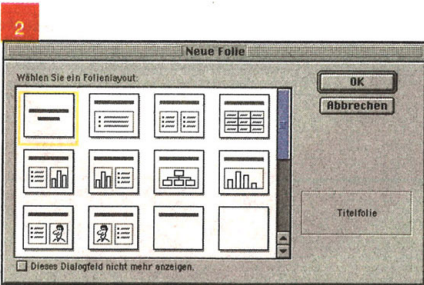 2
Neue Folie
Wählen Sie ein Folienlayout:
OK
Abbrechen
Titelfolie
Dieses Dialogfeld nicht mehr anzeigen.